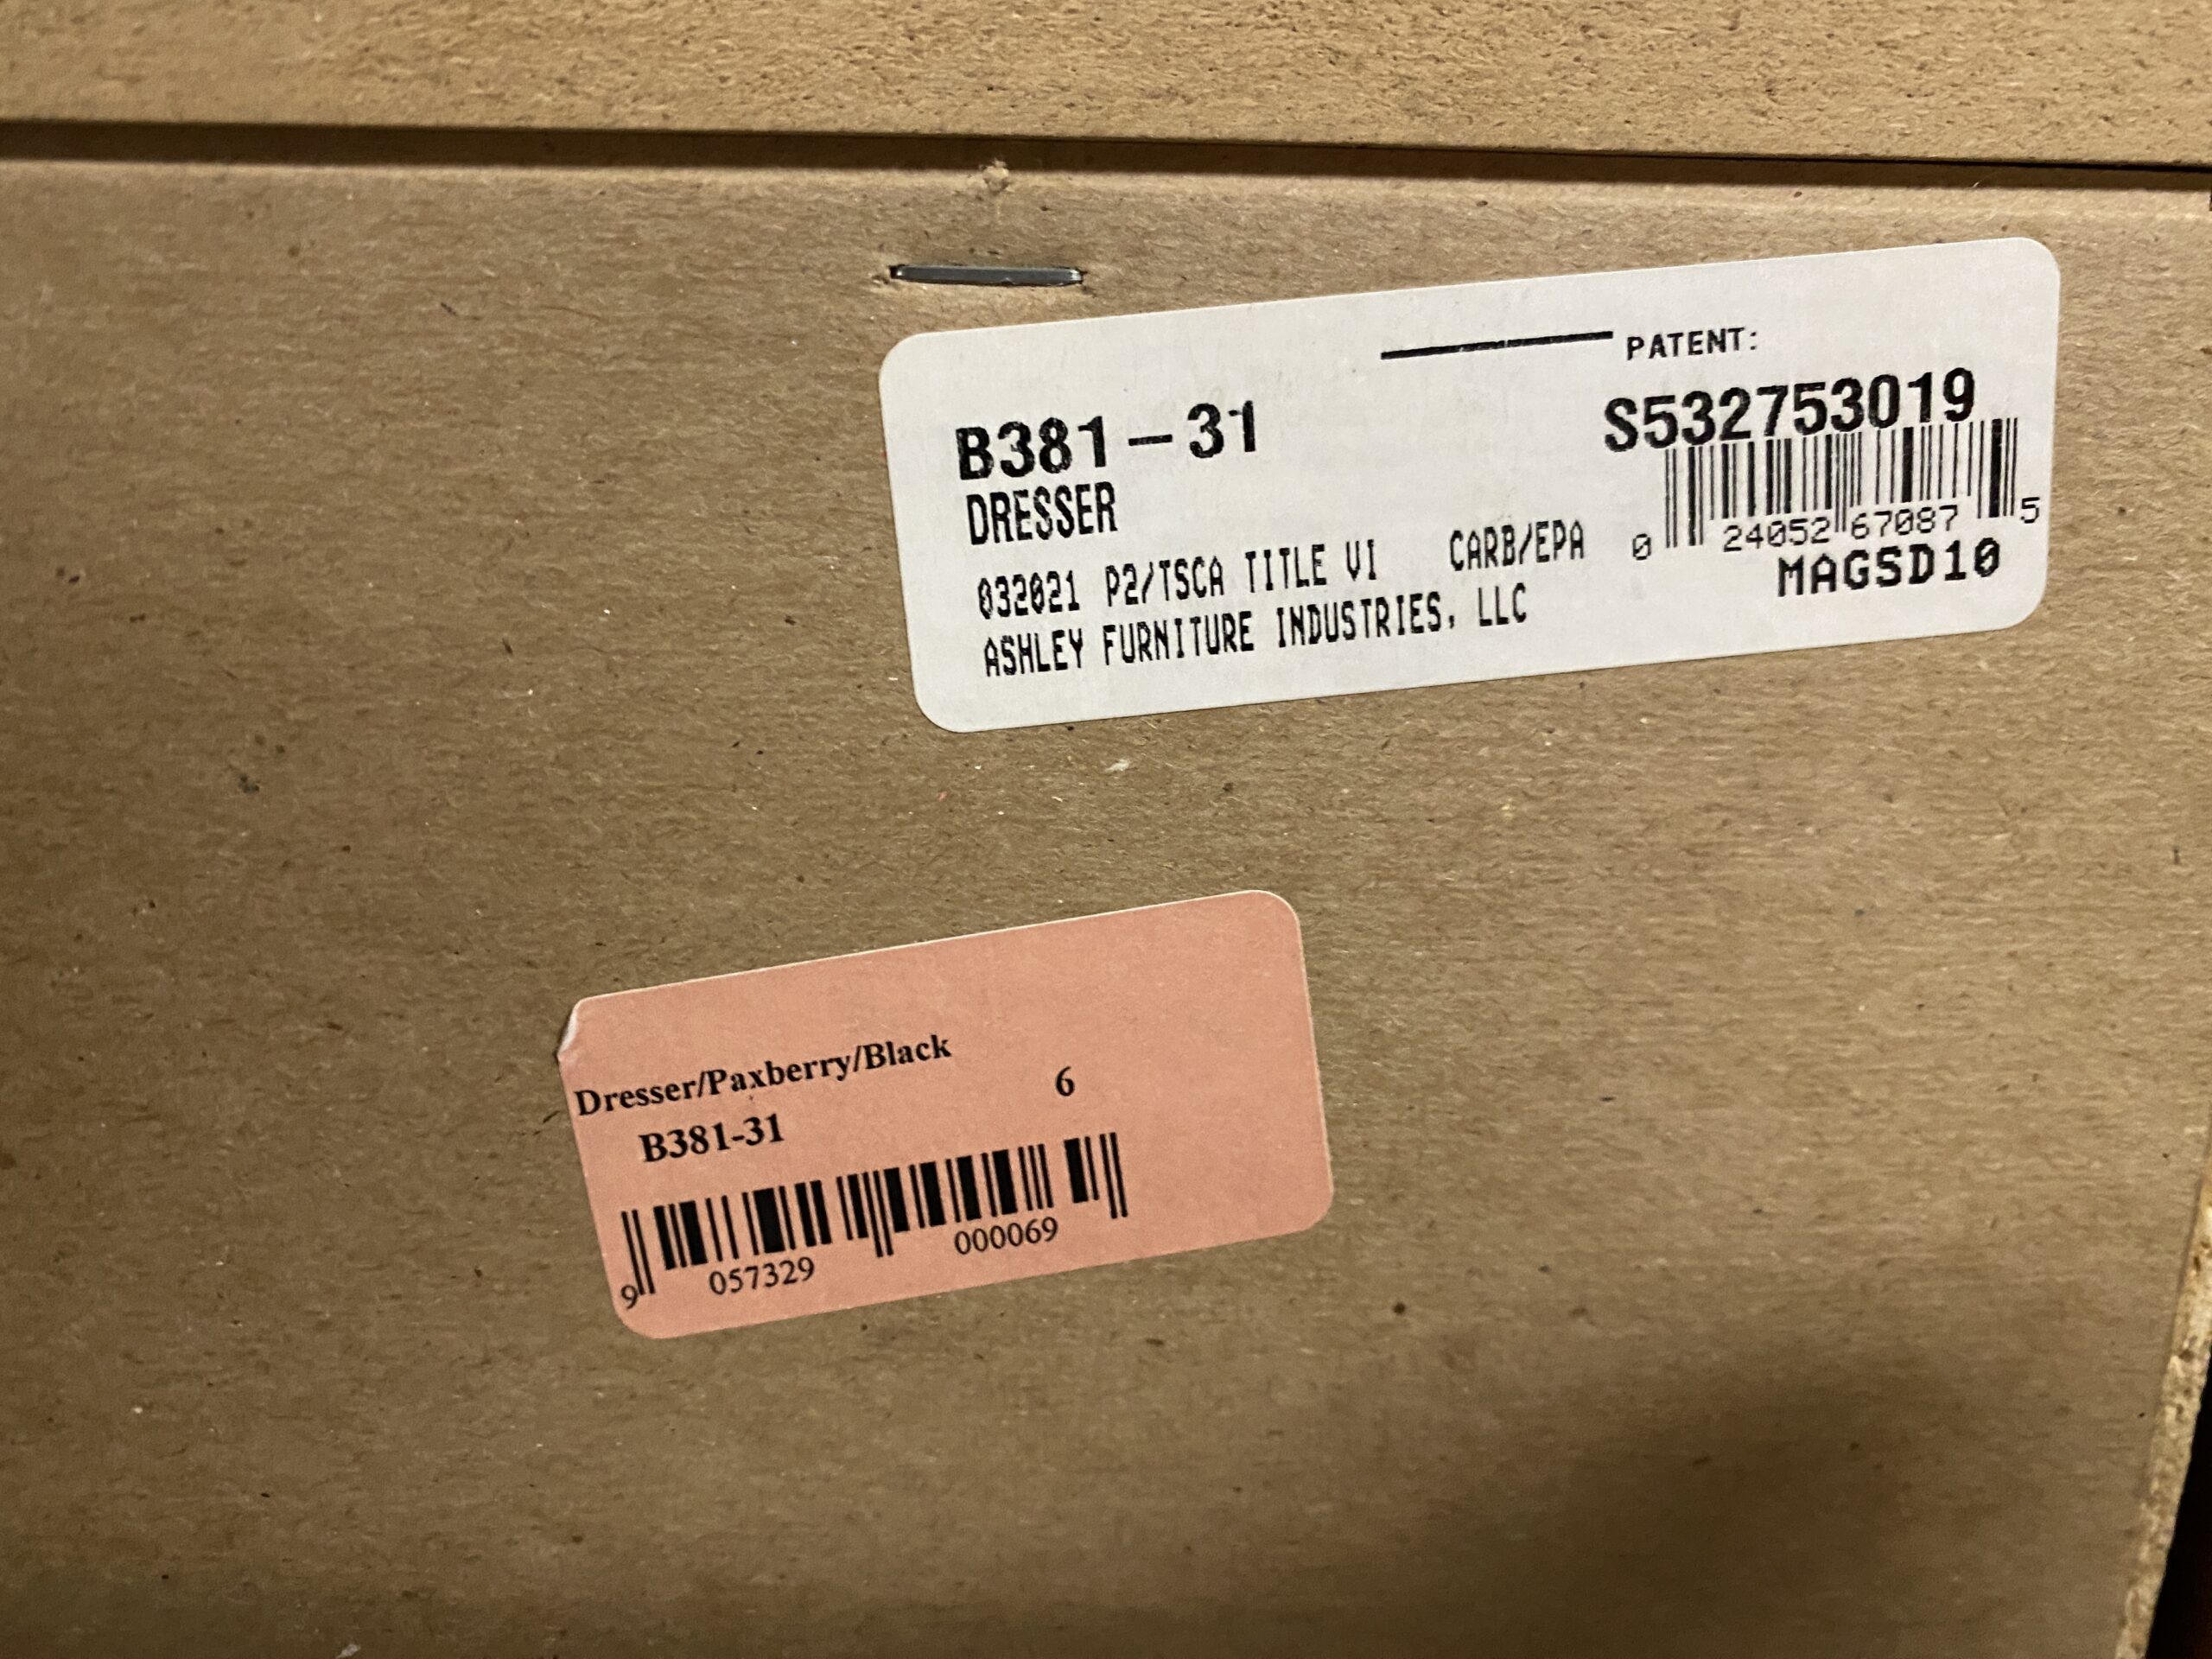 PATENT:
B381-31
S532753019
DRESSER
0 24052 67087 5
032021 P2/TSCA TITLE VI CARB/EPA
MAGSD10
ASHLEY FURNITURE INDUSTRIES, LLC
Dresser/Paxberry/Black
B381-31 6
9 057329 000069